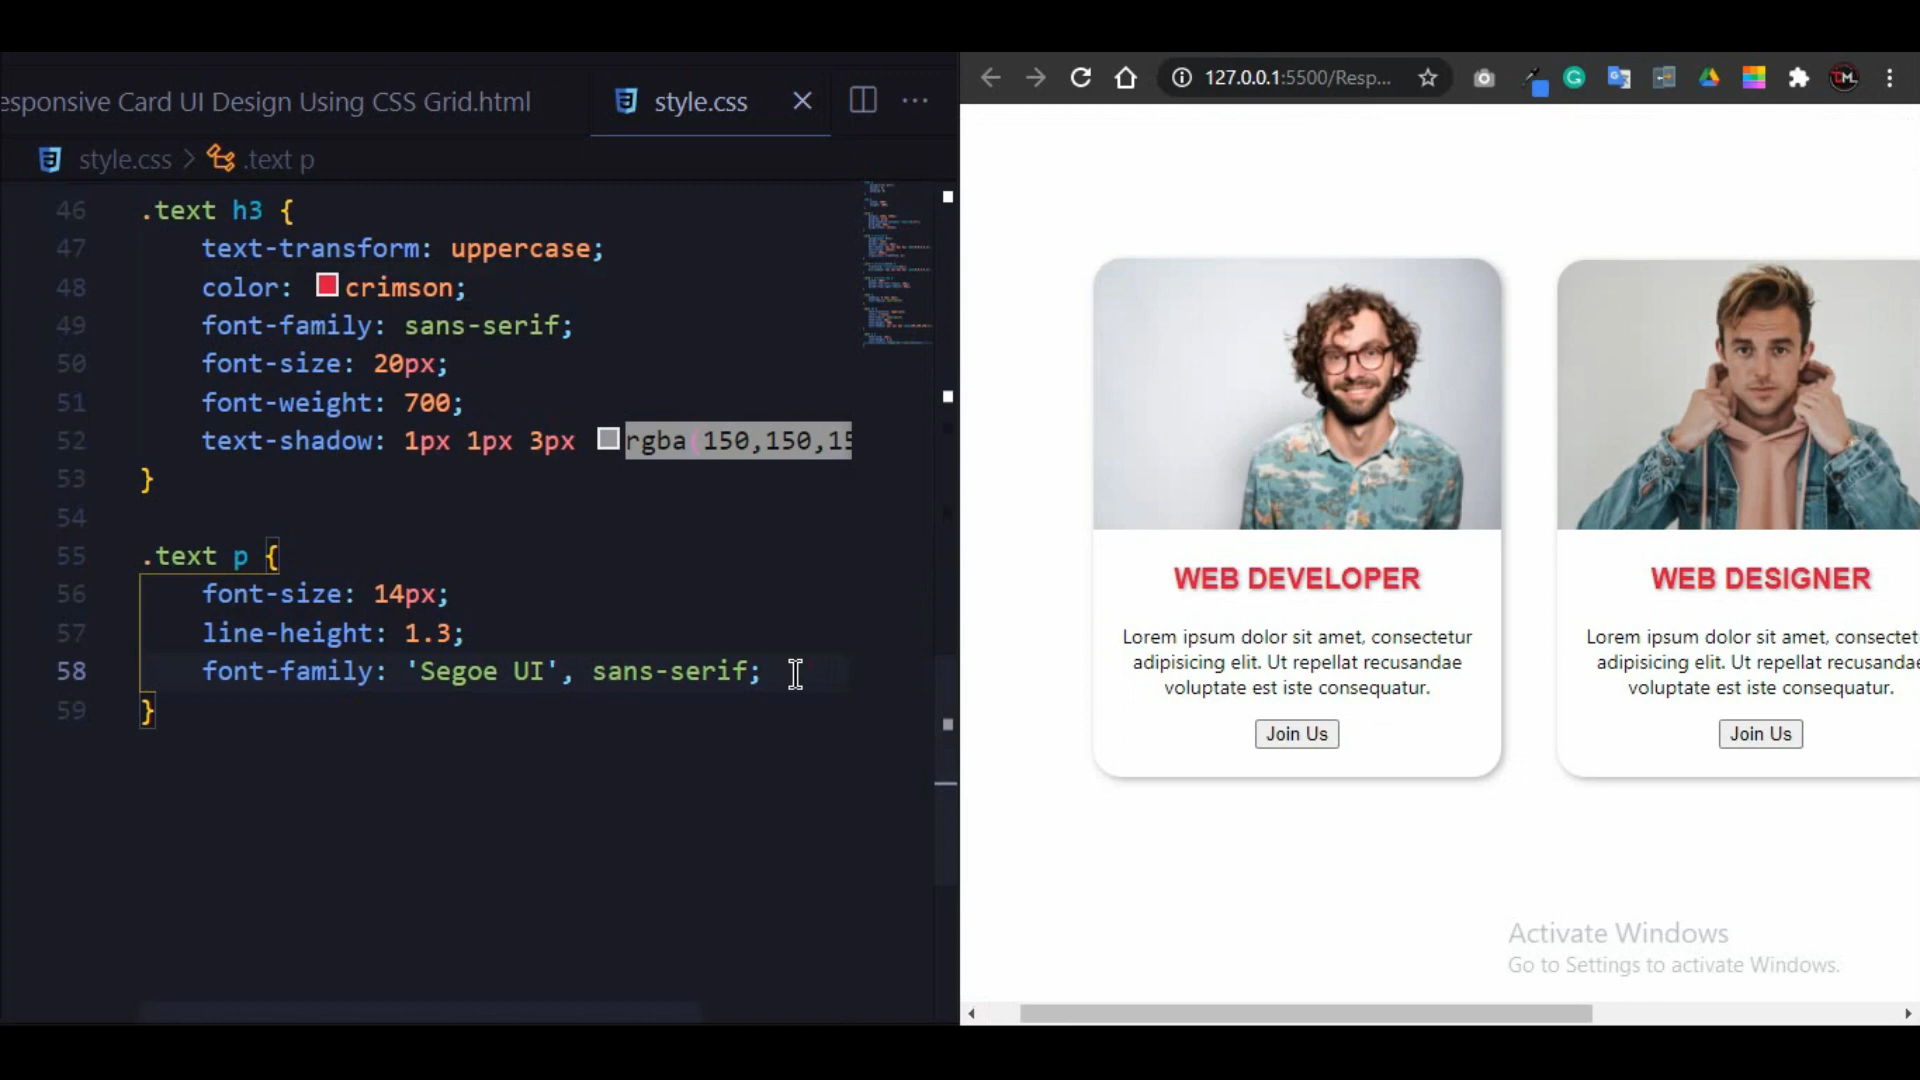 esponsive Card UI Design Using CSS Grid.html
style.css
style.css > .text p
46 .text h3 {
47 text-transform: uppercase;
48 color: crimson;
49 font-family: sans-serif;
50 font-size: 20px;
51 font-weight: 700;
52 text-shadow: 1px 1px 3px rgba(150,150,15
53 }
54
55 .text p {
56 font-size: 14px;
57 line-height: 1.3;
58 font-family: 'Segoe UI', sans-serif;
59 }
127.0.0.1:5500/Resp...
WEB DEVELOPER
Lorem ipsum dolor sit amet, consectetur
adipisicing elit. Ut repellat recusandae
voluptate est iste consequatur.
Join Us
WEB DESIGNER
Lorem ipsum dolor sit amet, consectet
adipisicing elit. Ut repellat recusandae
voluptate est iste consequatur.
Join Us
Activate Windows
Go to Settings to activate Windows.